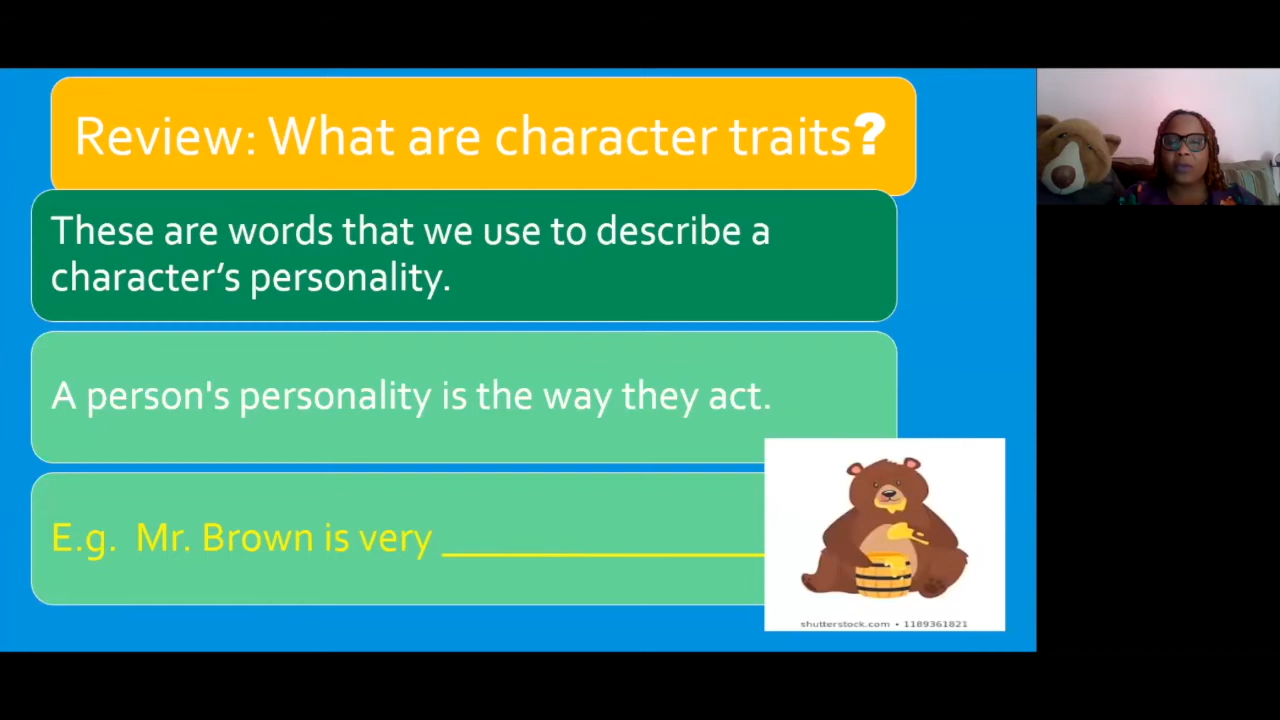 Review: What are character traits?
These are words that we use to describe a
character’s personality.
A person's personality is the way they act.
E.g. Mr. Brown is very ____________________
shutterstock.com • 1189361821